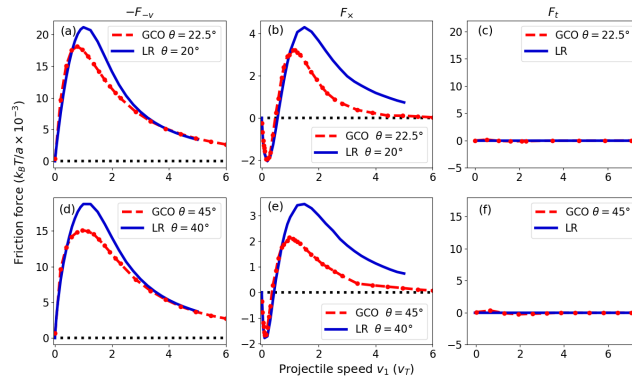 −F₋ᵥ
Fₓ
Fₜ
(a)
GCO θ = 22.5°
LR θ = 20°
20
15
10
5
0
0 2 4 6
(b)
GCO θ = 22.5°
LR θ = 20°
4
2
0
−2
0 2 4 6
(c)
GCO θ = 22.5°
LR
20
15
10
5
0
−5
0 2 4 6
Friction force (k_BT/a × 10⁻³)
(d)
GCO θ = 45°
LR θ = 40°
15
10
5
0
0 2 4 6
(e)
GCO θ = 45°
LR θ = 40°
4
3
2
1
0
−1
−2
0 2 4 6
(f)
GCO θ = 45°
LR
15
10
5
0
−5
0 2 4 6
Projectile speed v₁ (v_T)